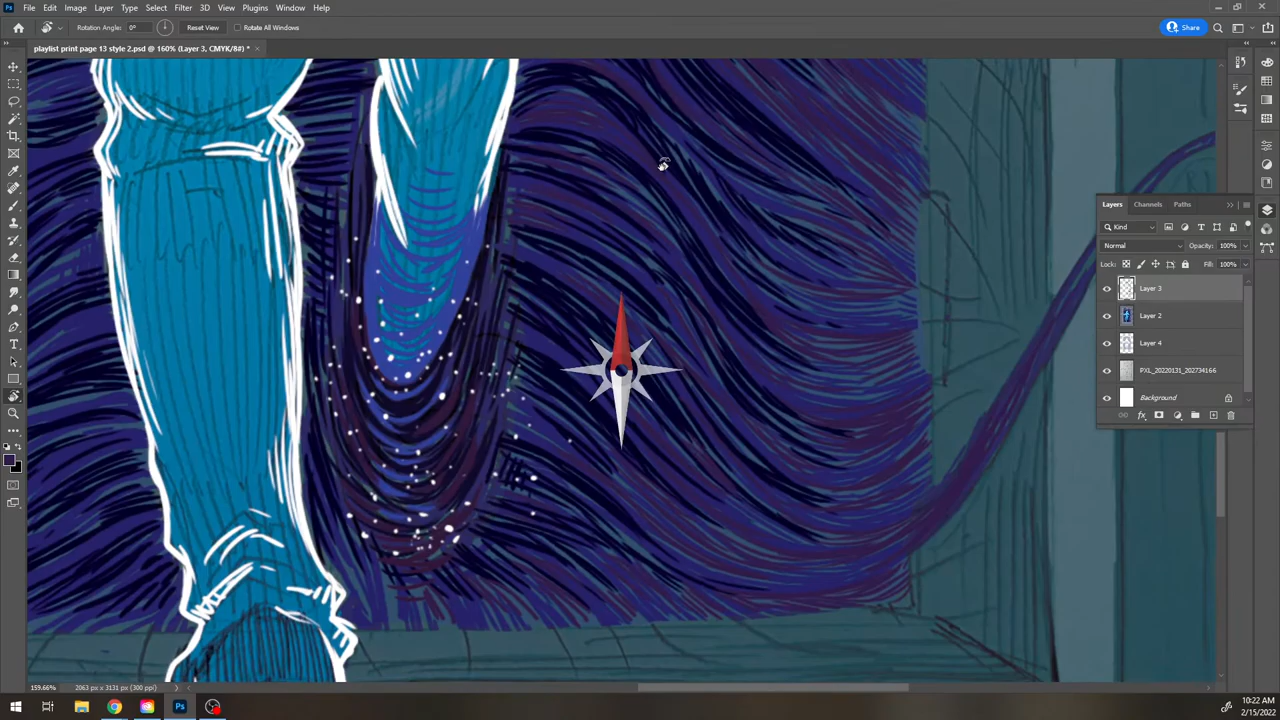 File Edit Image Layer Type Select Filter 3D View Plugins Window Help
Rotation Angle: 0° Reset View Rotate All Windows Share
playlist print page 13 style 2.psd @ 160% (Layer 3, CMYK/8#) * ×
Layers Channels Paths
Kind
Normal Opacity: 100%
Lock: Fill: 100%
Layer 3
Layer 2
Layer 4
PXL_20220131_202734166
Background
159.66% 2063 px x 3131 px (300 ppi)
10:22 AM
2/15/2022